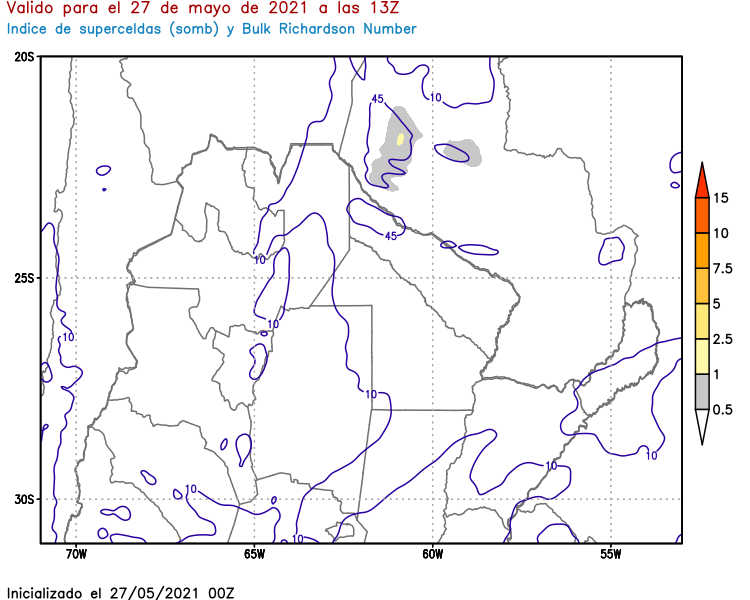 Valido para el 27 de mayo de 2021 a las 13Z
Indice de superceldas (somb) y Bulk Richardson Number
20S
45
10
15
10
7.5
45
10
25S
5
10
10
2.5
1
10
0.5
10
10
10
30S
10
70W
65W
60W
55W
Inicializado el 27/05/2021 00Z